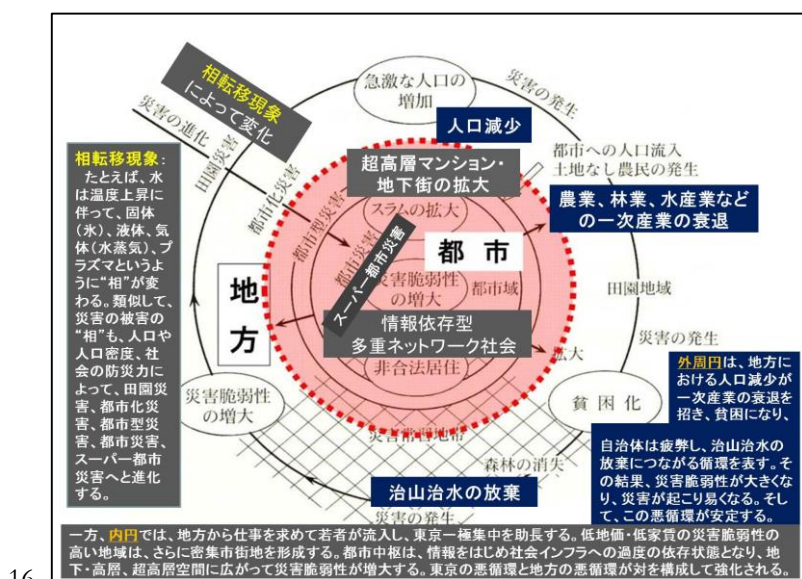 相転移現象
によって変化
急激な人口の
増加
災害の発生
人口減少
災害の進化
田園災害
都市化災害
都市型災害
都市災害
スーパー都市災害
超高層マンション・
地下街の拡大
スラムの拡大
都市への人口流入
土地なし農民の発生
農業、林業、水産業など
の一次産業の衰退
相転移現象:
たとえば、水
は温度上昇に
伴って、固体
(氷)、液体、気
体(水蒸気)、プ
ラズマというよ
うに“相”が変
わる。類似して、
災害の被害の
“相”も、人口や
人口密度、社
会の防災力に
よって、田園災
害、都市化災
害、都市型災
害、都市災害、
スーパー都市
災害へと進化
する。
都市
地方
災害脆弱性
の増大
都市域
田園地域
情報依存型
多重ネットワーク社会
非合法居住
拡大
災害の発生
災害脆弱性
の増大
貧困化
災害常習地帯
森林の消失
治山治水の放棄
災害の発生
外周円は、地方に
おける人口減少が
一次産業の衰退を
招き、貧困になり、
自治体は疲弊し、治山治水の
放棄につながる循環を表す。そ
の結果、災害脆弱性が大きくな
り、災害が起こり易くなる。そし
て、この悪循環が安定する。
一方、内円では、地方から仕事を求めて若者が流入し、東京一極集中を助長する。低地価・低家賃の災害脆弱性の
高い地域は、さらに密集市街地を形成する。都市中枢は、情報をはじめ社会インフラへの過度の依存状態となり、地
下・高層、超高層空間に広がって災害脆弱性が増大する。東京の悪循環と地方の悪循環が対を構成して強化される。
16